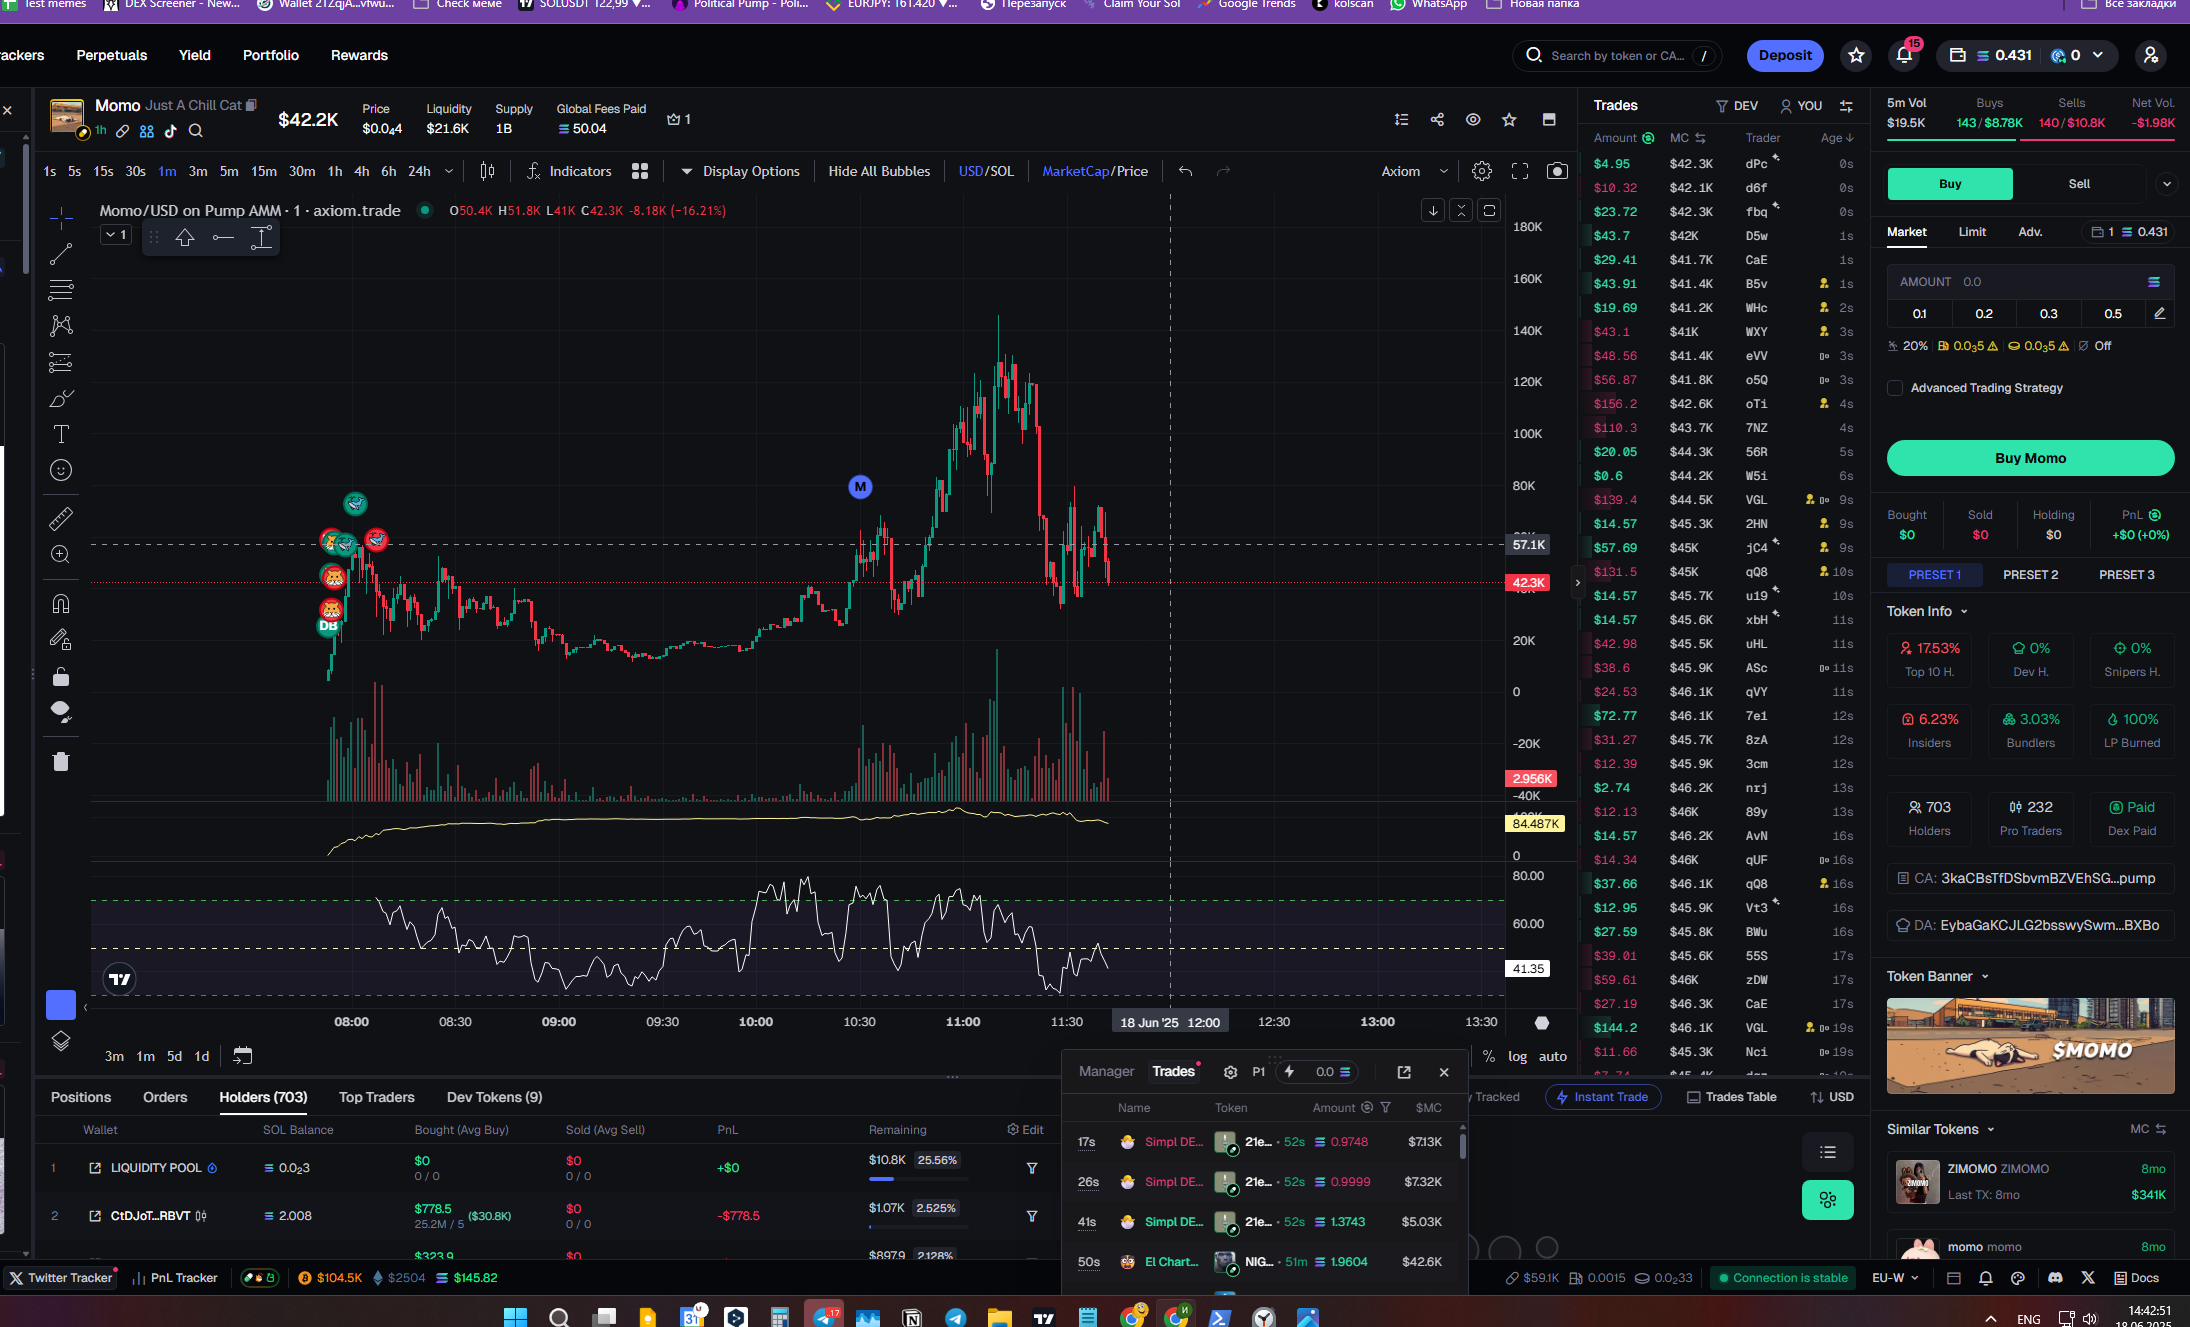 Test memes
DEX Screener - New...
Wallet 21ZqjA...vfwu...
Check меме
SOLUSDT 122,99 ▼...
Political Pump - Poli...
EURJPY: 161.420 ▼...
Перезапуск
Claim Your Sol
Google Trends
kolscan
WhatsApp
Новая папка
Все закладки
rackers Perpetuals Yield Portfolio Rewards
Search by token or CA... /
Deposit
15
0.431 0
Momo Just A Chill Cat
1h
$42.2K
Price
$0.0₄4
Liquidity
$21.6K
Supply
1B
Global Fees Paid
50.04
1
1s 5s 15s 30s 1m 3m 5m 15m 30m 1h 4h 6h 24h
Indicators
Display Options
Hide All Bubbles
USD/SOL
MarketCap/Price
Axiom
Momo/USD on Pump AMM · 1 · axiom.trade
O50.4K H51.8K L41K C42.3K -8.18K (-16.21%)
1
M
DB
180K
160K
140K
120K
100K
80K
57.1K
42.3K
20K
0
-20K
2.956K
-40K
84.487K
0
80.00
60.00
41.35
08:00 08:30 09:00 09:30 10:00 10:30 11:00 11:30 18 Jun '25 12:00 12:30 13:00 13:30
3m 1m 5d 1d
% log auto
Trades
DEV YOU
Amount MC Trader Age
$4.95 $42.3K dPc 0s
$10.32 $42.1K d6f 0s
$23.72 $42.3K fbq 0s
$43.7 $42K D5w 1s
$29.41 $41.7K CaE 1s
$43.91 $41.4K B5v 1s
$19.69 $41.2K WHc 2s
$43.1 $41K WXY 3s
$48.56 $41.4K eVV 3s
$56.87 $41.8K o5Q 3s
$156.2 $42.6K oTi 4s
$110.3 $43.7K 7NZ 4s
$20.05 $44.3K 56R 5s
$0.6 $44.2K W5i 6s
$139.4 $44.5K VGL 9s
$14.57 $45.3K 2HN 9s
$57.69 $45K jC4 9s
$131.5 $45K qQ8 10s
$14.57 $45.7K u19 10s
$14.57 $45.6K xbH 11s
$42.98 $45.5K uHL 11s
$38.6 $45.9K ASc 11s
$24.53 $46.1K qVY 11s
$72.77 $46.1K 7ei 12s
$31.27 $45.7K 8zA 12s
$12.39 $45.9K 3cm 12s
$2.74 $46.2K nrj 13s
$12.13 $46K 89y 13s
$14.57 $46.2K AvN 16s
$14.34 $46K qUF 16s
$37.66 $46.1K qQ8 16s
$12.95 $45.9K Vt3 16s
$27.59 $45.8K BWu 16s
$39.01 $45.6K 55S 17s
$59.61 $46K zDW 17s
$27.19 $46.3K CaE 17s
$144.2 $46.1K VGL 19s
$11.66 $45.3K Nci 19s
5m Vol
$19.5K
Buys
143 / $8.78K
Sells
140 / $10.8K
Net Vol.
-$1.98K
Buy Sell
Market Limit Adv. 1 0.431
AMOUNT 0.0
0.1 0.2 0.3 0.5
20% 0.0₃5 0.0₃5 Off
Advanced Trading Strategy
Buy Momo
Bought Sold Holding PnL
$0 $0 $0 +$0 (+0%)
PRESET 1 PRESET 2 PRESET 3
Token Info
17.53% 0% 0%
Top 10 H. Dev H. Snipers H.
6.23% 3.03% 100%
Insiders Bundlers LP Burned
703 232 Paid
Holders Pro Traders Dex Paid
CA: 3kaCBsTfDSbvmBZVEhSG...pump
DA: EybaGaKCJLG2bsswySwm...BXBo
Token Banner
$MOMO
Similar Tokens MC
ZIMOMO ZIMOMO 8mo
Last TX: 8mo $341K
momo momo 8mo
Positions Orders Holders (703) Top Traders Dev Tokens (9)
Tracked
Instant Trade
Trades Table
USD
Wallet SOL Balance Bought (Avg Buy) Sold (Avg Sell) PnL Remaining Edit
1 LIQUIDITY POOL 0.0₂3 $0 $0 +$0 $10.8K 25.56%
0 / 0 0 / 0
2 CtDJoT...RBVT 2.008 $778.5 ($30.8K) $0 -$778.5 $1.07K 2.525%
25.2M / 5 0 / 0
$323.9 $0 $897.9 2.128%
Manager Trades P1 0.0
Name Token Amount $MC
17s Simpl DE... 21e... · 52s 0.9748 $7.13K
26s Simpl DE... 21e... · 52s 0.9999 $7.32K
41s Simpl DE... 21e... · 52s 1.3743 $5.03K
50s El Chart... NIG... · 51m 1.9604 $42.6K
Twitter Tracker
PnL Tracker
$104.5K $2504 $145.82
$59.1K 0.0015 0.0₂33
Connection is stable
EU-W
Docs
17
31
ENG
14:42:51
18.06.2025